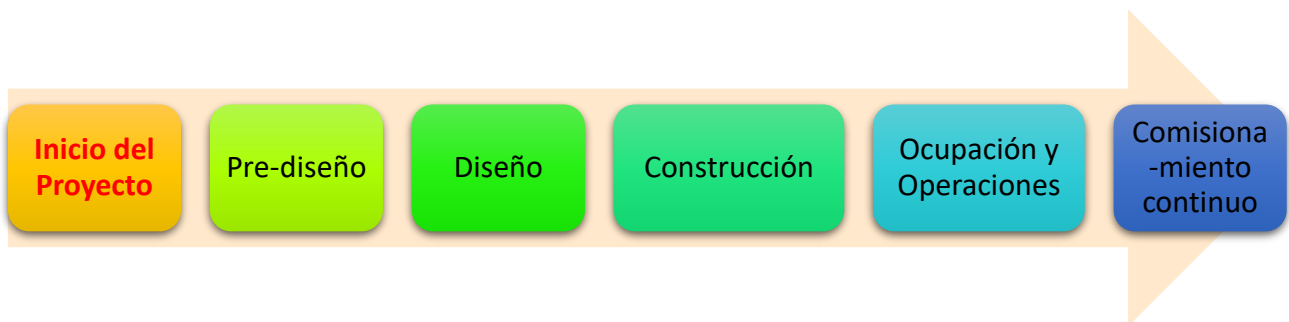 Inicio del
Proyecto
Pre-diseño
Diseño
Construcción
Ocupación y
Operaciones
Comisiona
-miento
continuo